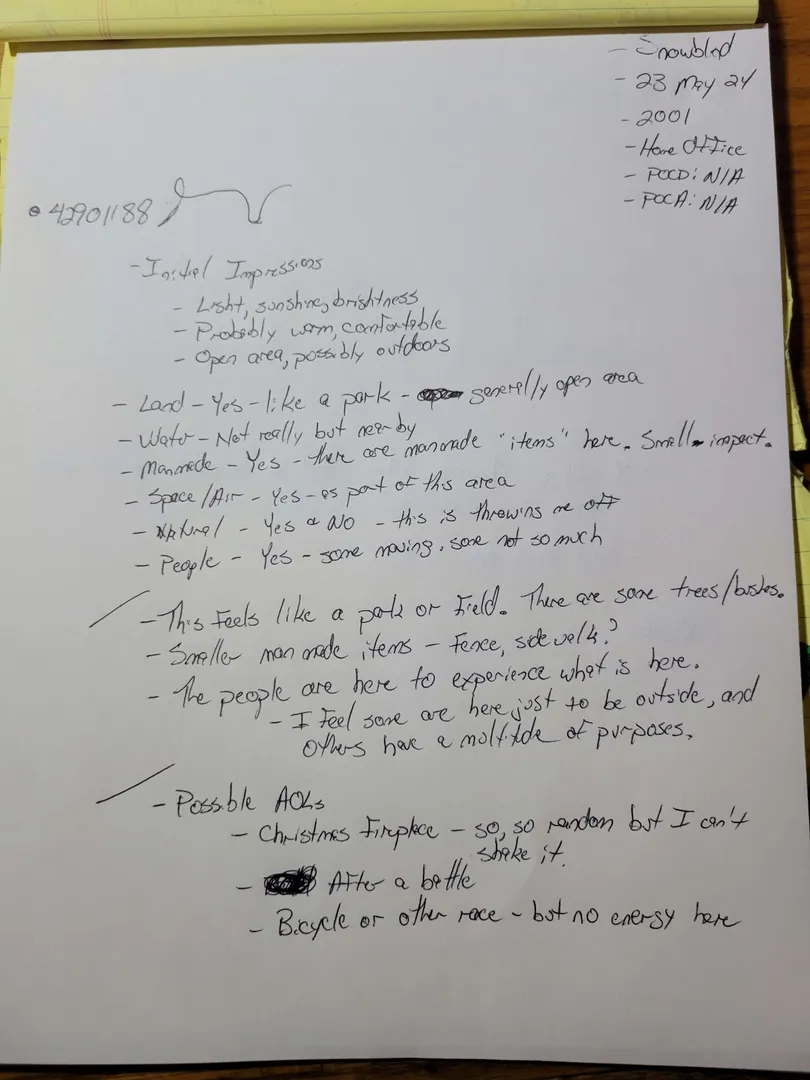 - Snowbled
- 23 May 24
- 2001
- Home Office
- POCD: N/A
- POCA: N/A
42901188
- Initial Impressions
- Light, sunshine, brightness
- Probably warm, comfortable
- Open area, possibly outdoors
- Land - Yes - like a park - generally open area
- Water - Not really but nearby
- Manmade - Yes - there are manmade "items" here. Small impact.
- Space/Air - Yes - as part of this area
- Natural - Yes & No - this is throwing me off
- People - Yes - some moving, some not so much
- This feels like a park or field. There are some trees/bushes.
- Smaller man made items - Fence, sidewalk?
- The people are here to experience what is here.
- I feel some are here just to be outside, and
others have a multitde of purposes.
- Possible AOLs
- Christmas Fireplace - so, so random but I can't
shake it.
- After a battle
- Bicycle or other race - but no energy here